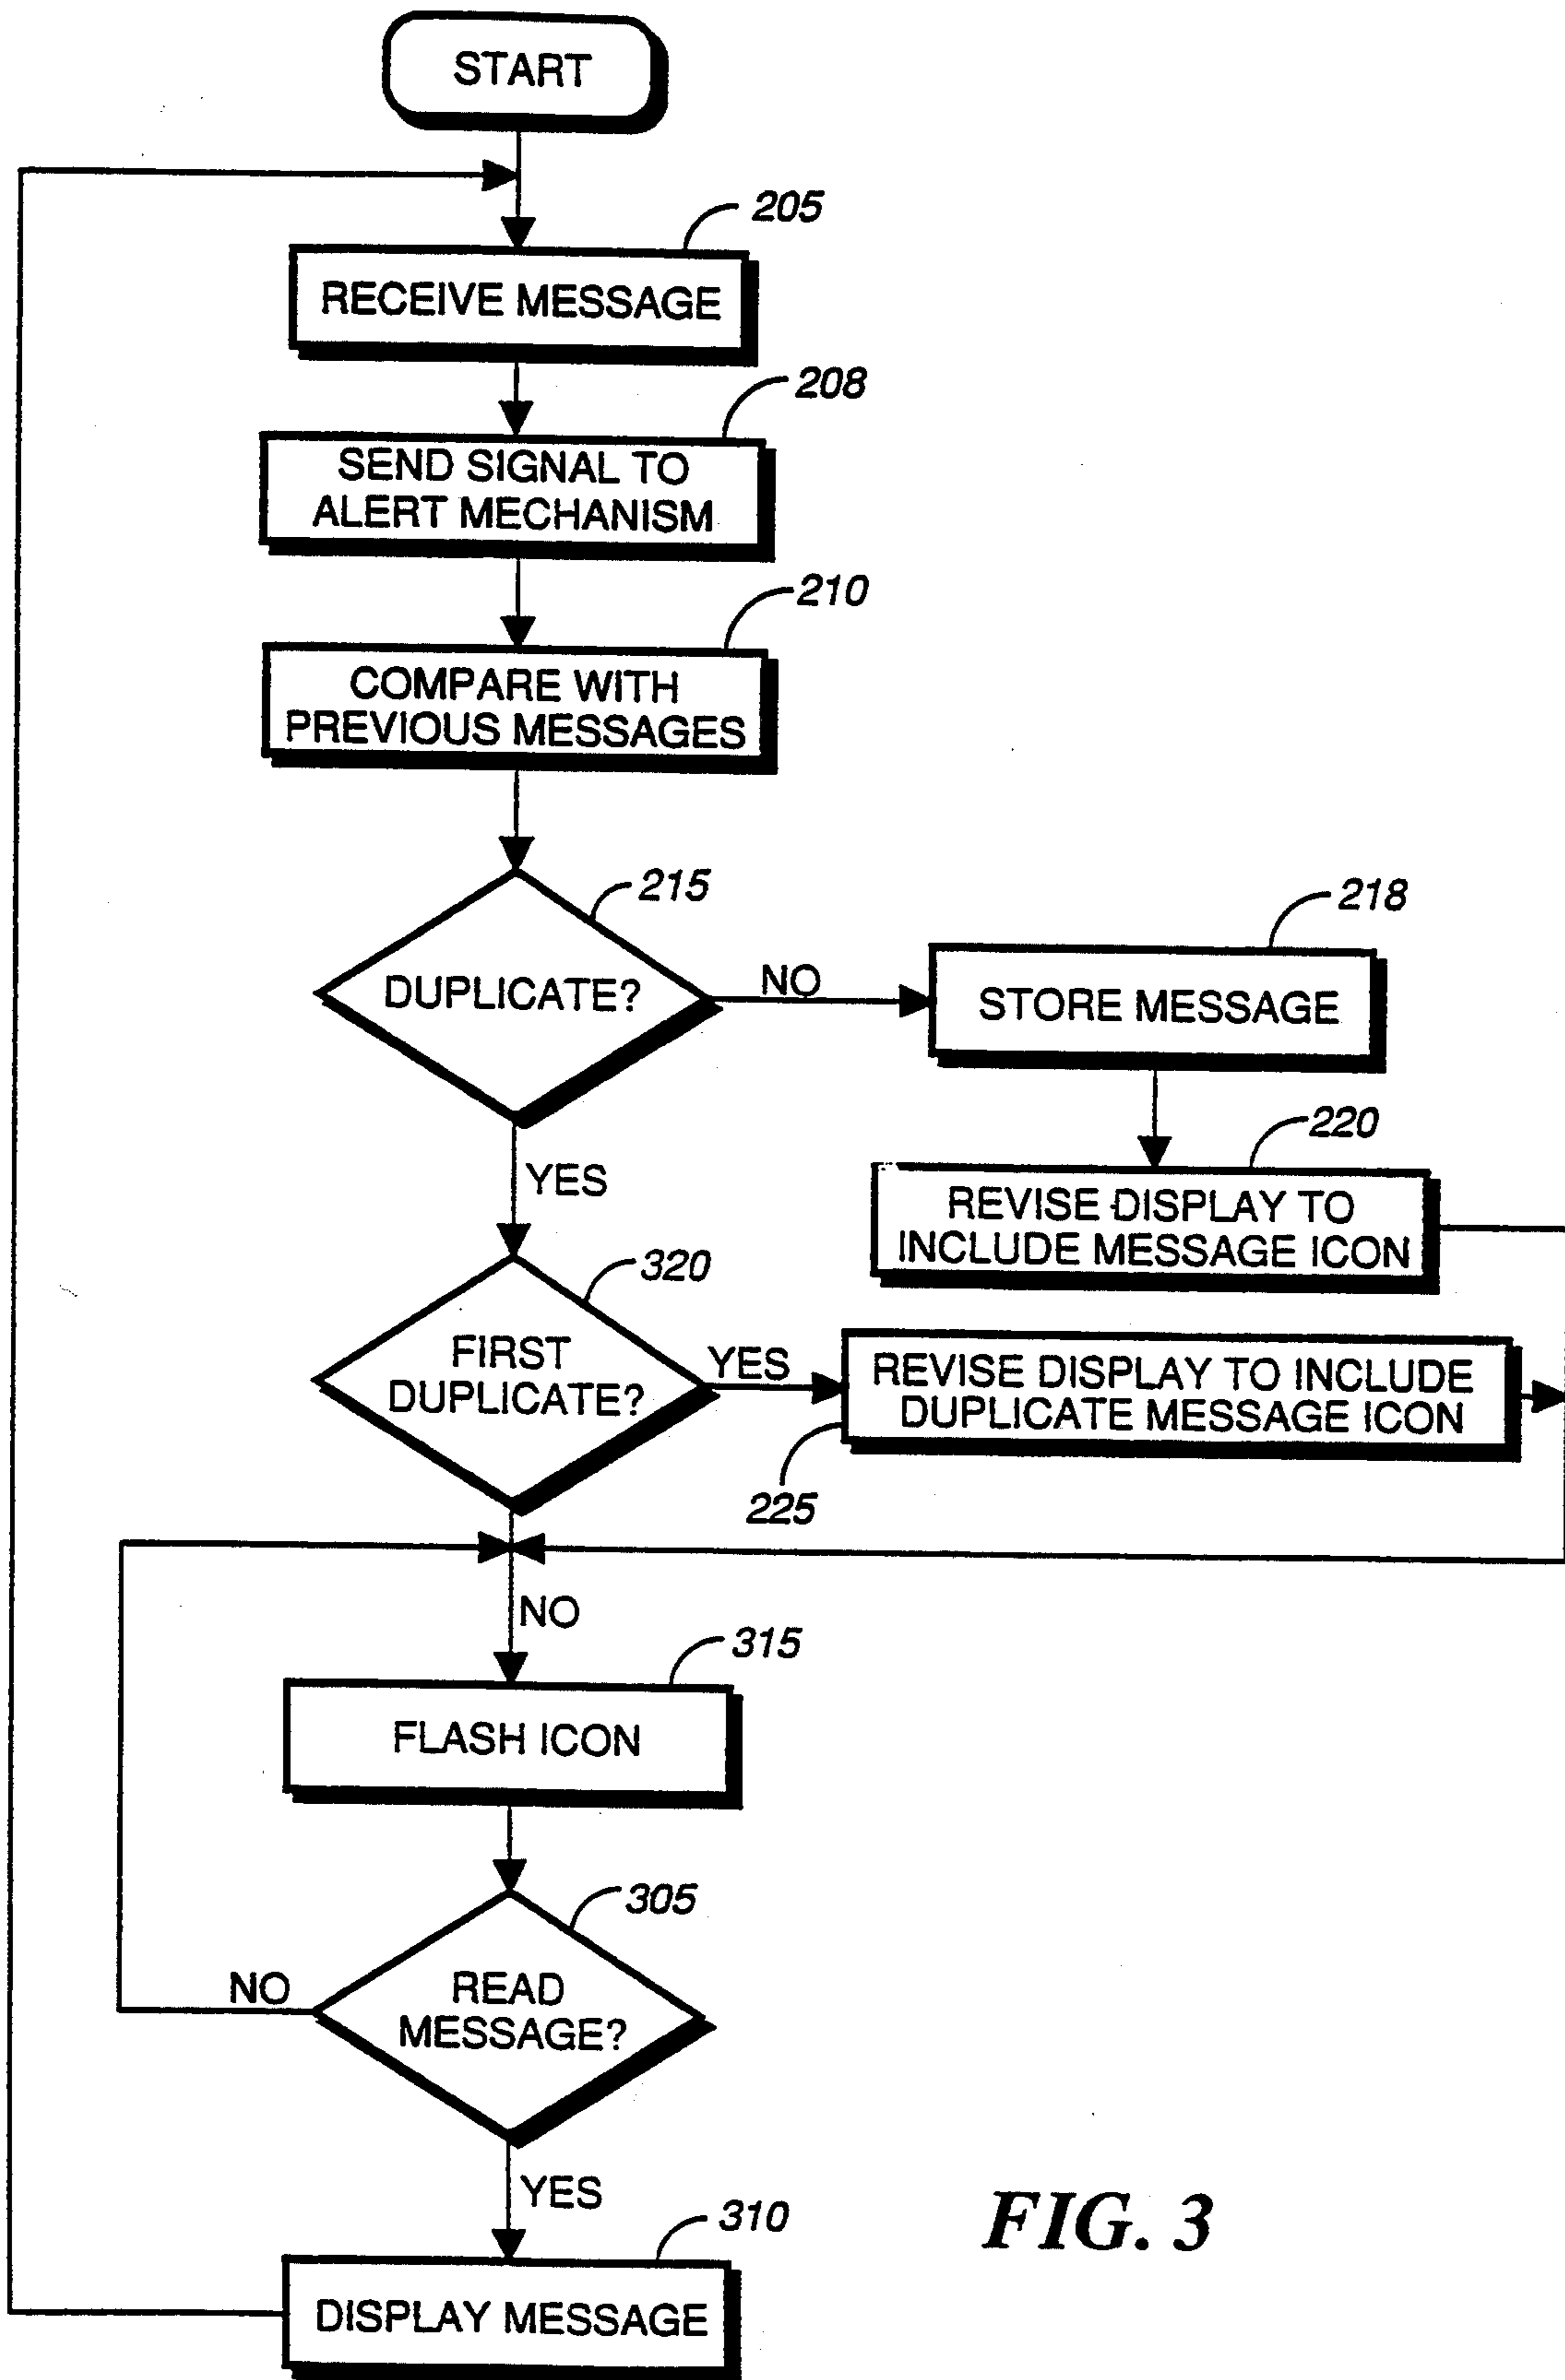 START
205
RECEIVE MESSAGE
208
SEND SIGNAL TO
ALERT MECHANISM
210
COMPARE WITH
PREVIOUS MESSAGES
215
DUPLICATE?
NO
218
STORE MESSAGE
220
REVISE DISPLAY TO
INCLUDE MESSAGE ICON
YES
320
FIRST
DUPLICATE?
YES
REVISE DISPLAY TO INCLUDE
DUPLICATE MESSAGE ICON
225
NO
315
FLASH ICON
305
READ
MESSAGE?
NO
YES
310
DISPLAY MESSAGE
FIG. 3